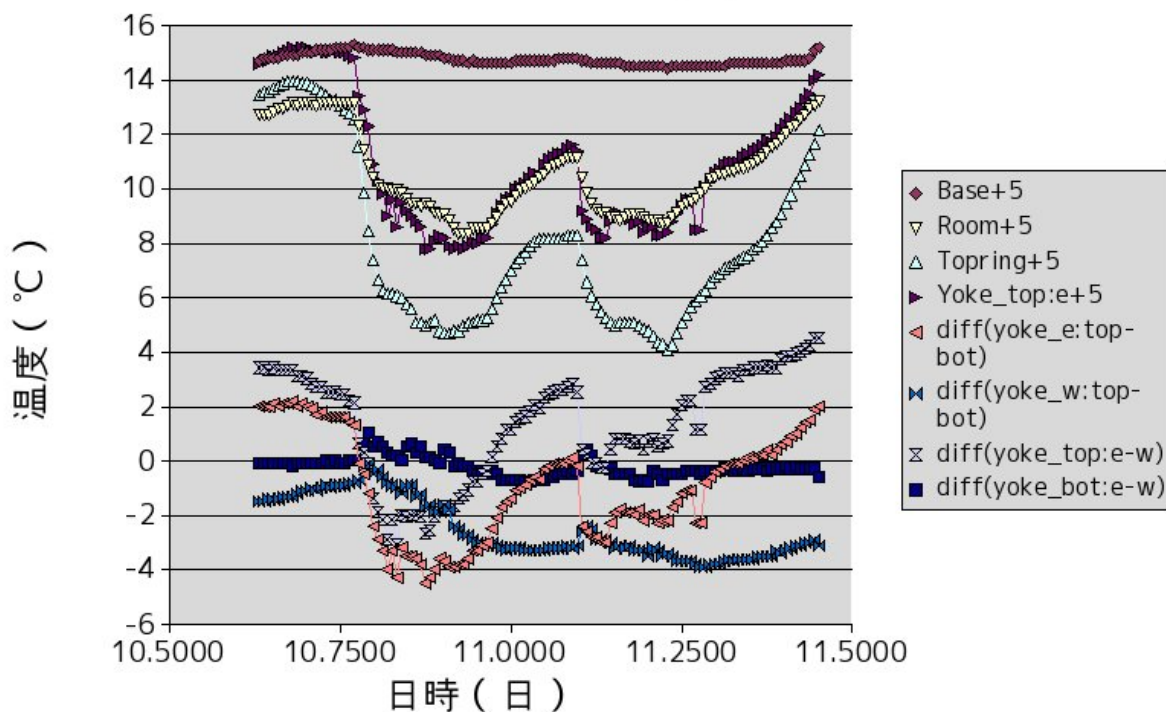 16
14
12
10
8
6
4
2
0
-2
-4
-6
10.5000 10.7500 11.0000 11.2500 11.5000
温度(℃)
日時(日)
Base+5
Room+5
Topring+5
Yoke_top:e+5
diff(yoke_e:top-
bot)
diff(yoke_w:top-
bot)
diff(yoke_top:e-w)
diff(yoke_bot:e-w)